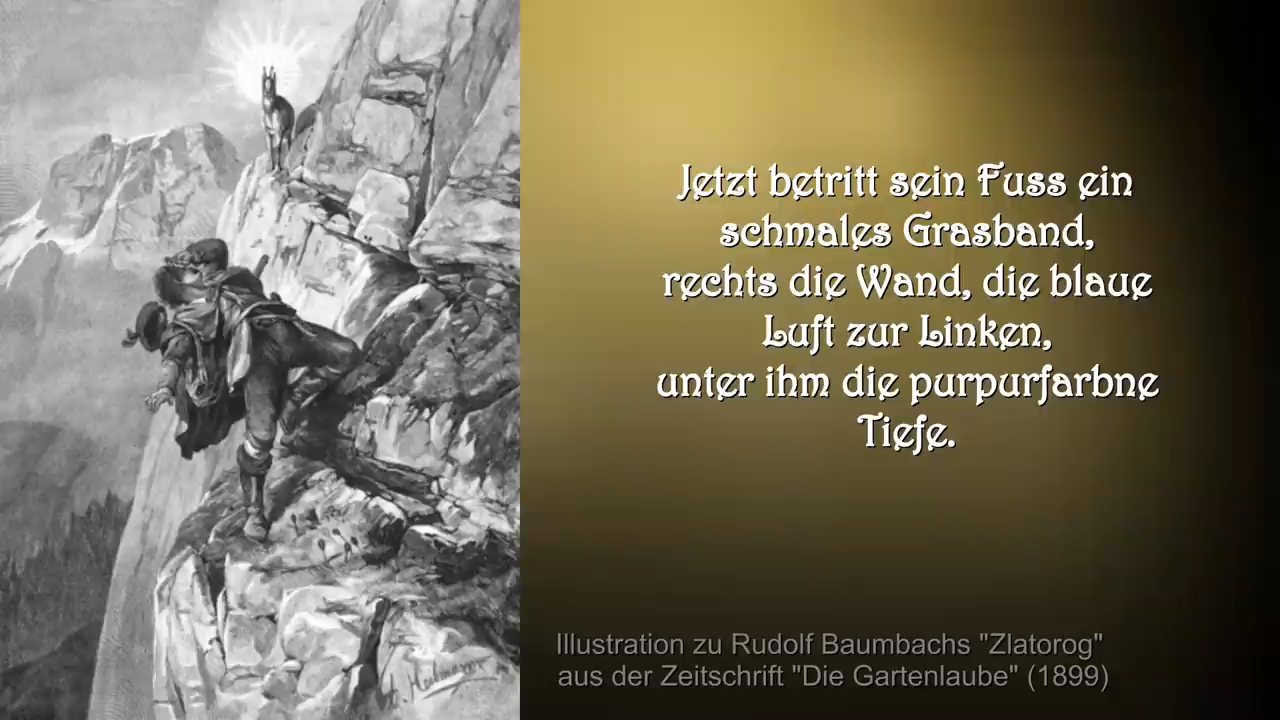 Jetzt betritt sein Fuss ein
schmales Grasband,
rechts die Wand, die blaue
Luft zur Linken,
unter ihm die purpurfarbne
Tiefe.
Illustration zu Rudolf Baumbachs "Zlatorog"
aus der Zeitschrift "Die Gartenlaube" (1899)